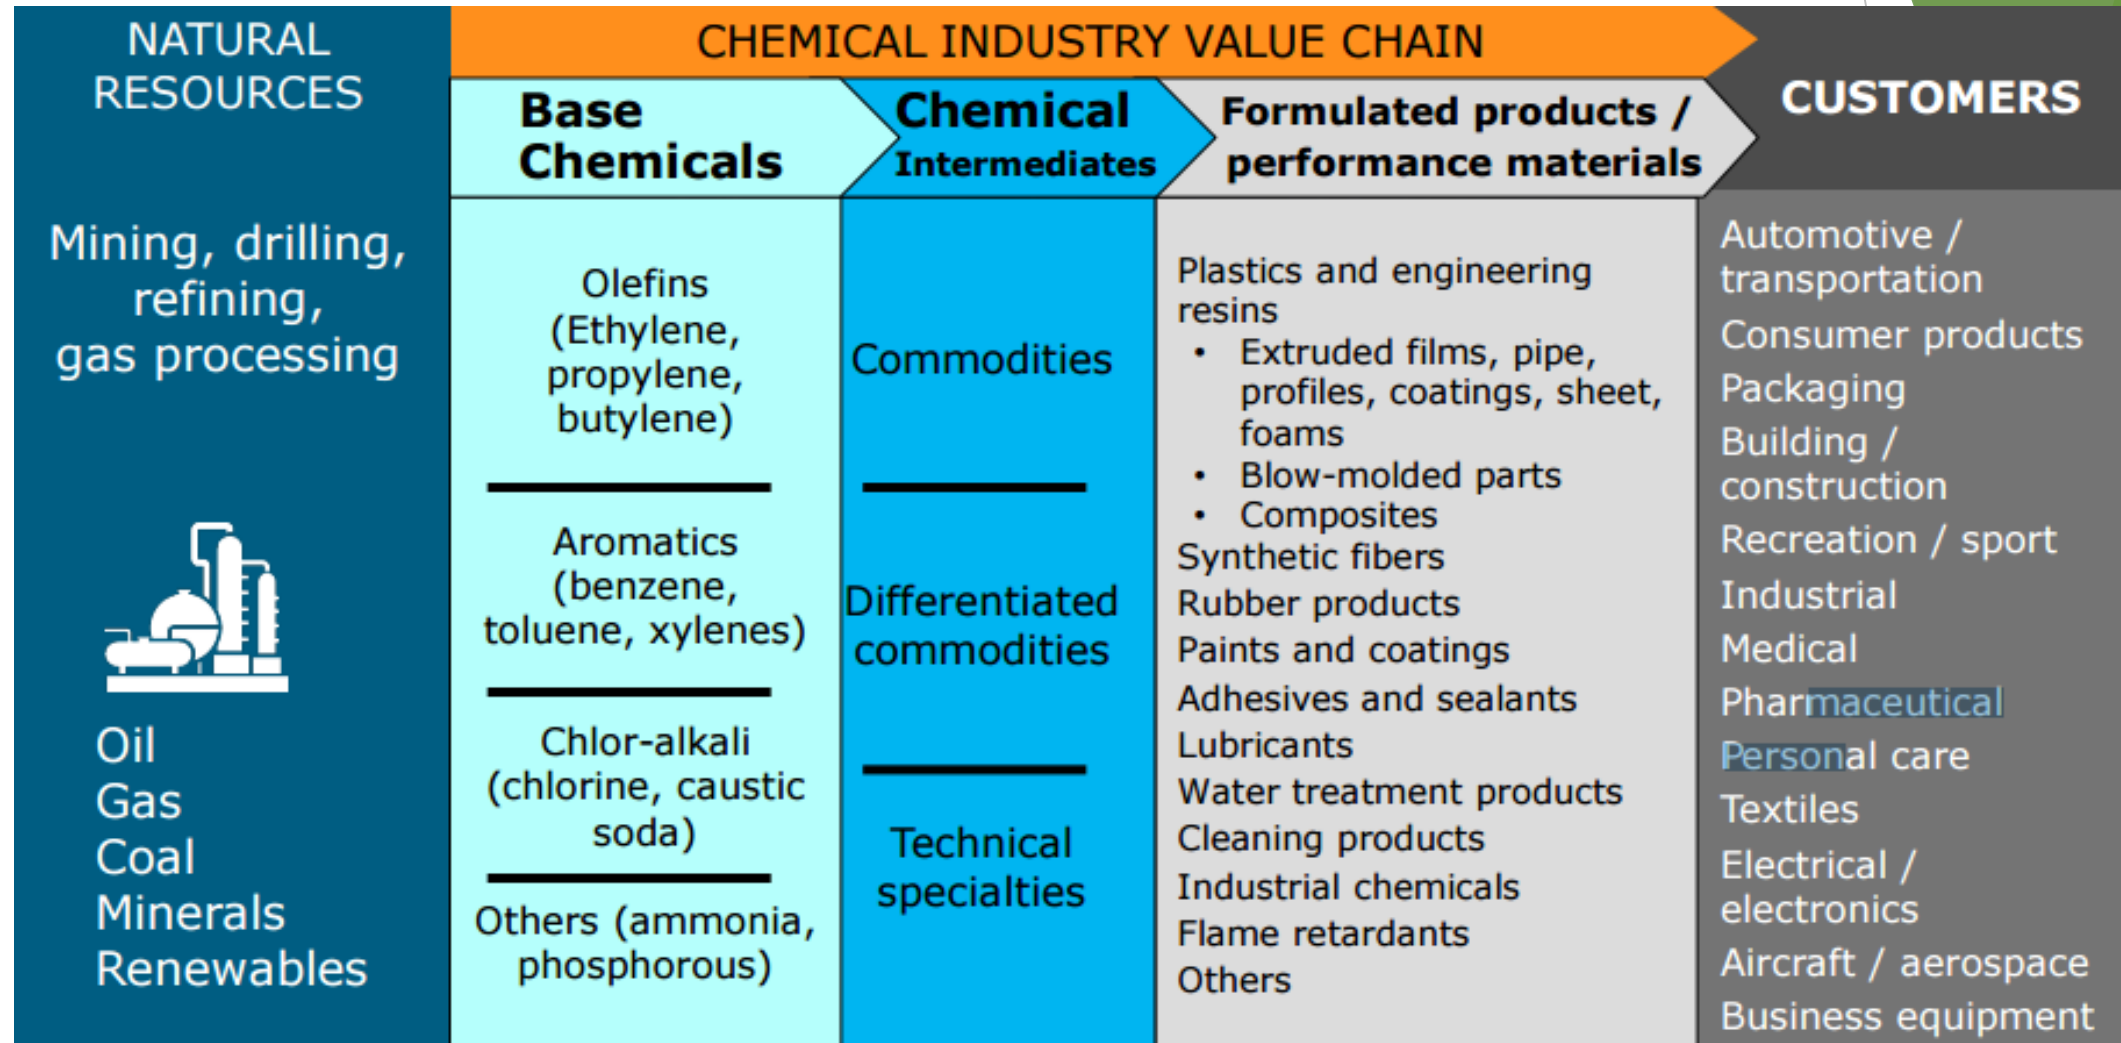 NATURAL
RESOURCES
Mining, drilling,
refining,
gas processing
Oil
Gas
Coal
Minerals
Renewables
CHEMICAL INDUSTRY VALUE CHAIN
Base
Chemicals
Olefins
(Ethylene,
propylene,
butylene)
Aromatics
(benzene,
toluene, xylenes)
Chlor-alkali
(chlorine, caustic
soda)
Others (ammonia,
phosphorous)
Chemical
Intermediates
Commodities
Differentiated
commodities
Technical
specialties
Formulated products /
performance materials
Plastics and engineering
resins
• Extruded films, pipe,
profiles, coatings, sheet,
foams
• Blow-molded parts
• Composites
Synthetic fibers
Rubber products
Paints and coatings
Adhesives and sealants
Lubricants
Water treatment products
Cleaning products
Industrial chemicals
Flame retardants
Others
CUSTOMERS
Automotive /
transportation
Consumer products
Packaging
Building /
construction
Recreation / sport
Industrial
Medical
Pharmaceutical
Personal care
Textiles
Electrical /
electronics
Aircraft / aerospace
Business equipment